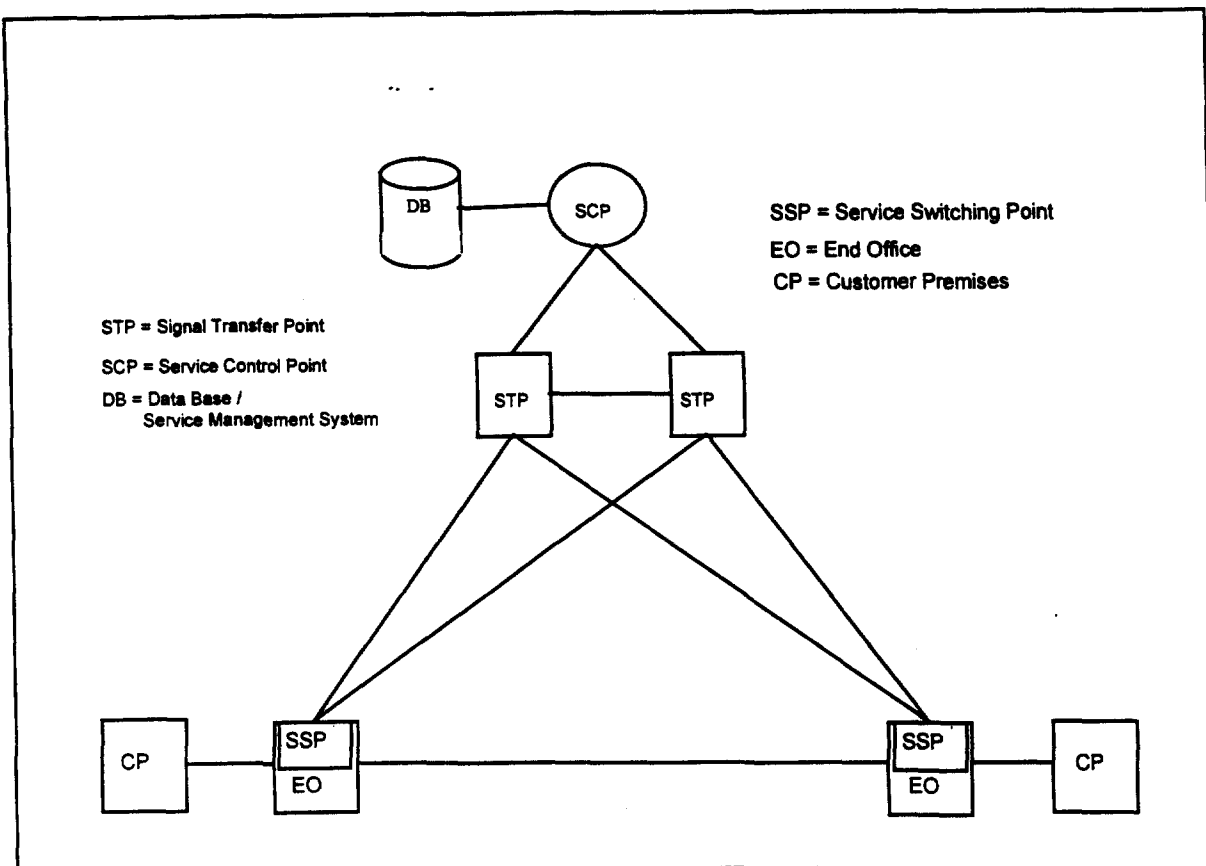 DB
SCP
SSP = Service Switching Point
EO = End Office
CP = Customer Premises
STP = Signal Transfer Point
SCP = Service Control Point
DB = Data Base /
Service Management System
STP
STP
CP
SSP
EO
SSP
EO
CP